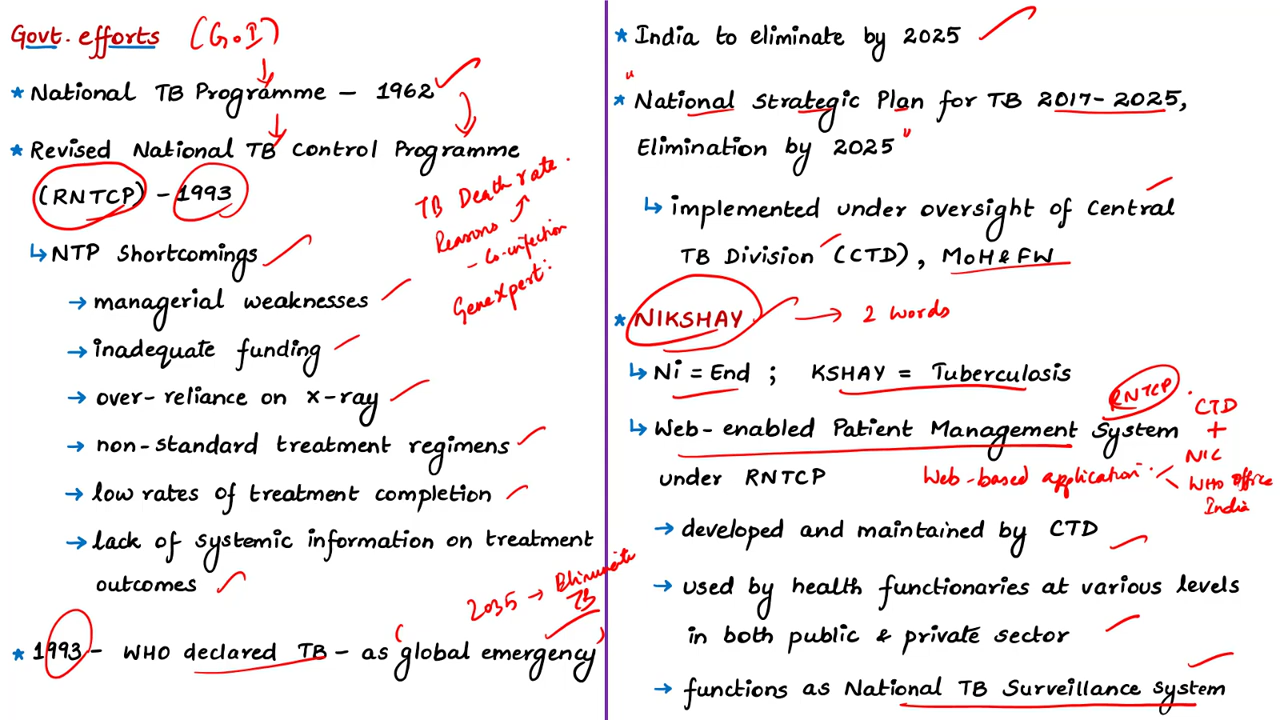 Govt. efforts (G.O.I)
* National TB Programme – 1962
* Revised National TB Control Programme
(RNTCP) – 1993
↳ NTP Shortcomings
→ managerial weaknesses
→ inadequate funding
→ over-reliance on x-ray
→ non-standard treatment regimens
→ low rates of treatment completion
→ lack of systemic information on treatment
outcomes
TB Death rate.
Reasons
- Co-infection
Genexpert:
2035 → Eliminate
TB
* 1993 – WHO declared TB – as (global emergency)
* India to eliminate by 2025
* "National Strategic Plan for TB 2017-2025,
Elimination by 2025"
↳ implemented under oversight of Central
TB Division (CTD), MoH&FW
* NIKSHAY → 2 words
↳ Ni = End ; KSHAY = Tuberculosis
↳ Web-enabled Patient Management System
under RNTCP
RNTCP
Web-based application
CTD
+
NIC
WHO Office
India
→ developed and maintained by CTD
→ used by health functionaries at various levels
in both public & private sector
→ functions as National TB Surveillance system